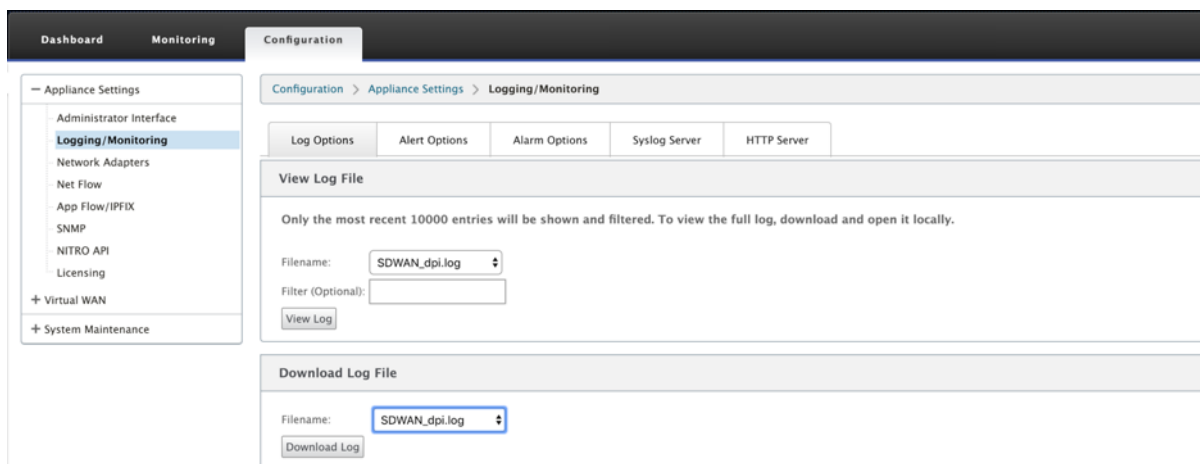 Dashboard Monitoring Configuration
− Appliance Settings
Administrator Interface
Logging/Monitoring
Network Adapters
Net Flow
App Flow/IPFIX
SNMP
NITRO API
Licensing
+ Virtual WAN
+ System Maintenance
Configuration > Appliance Settings > Logging/Monitoring
Log Options Alert Options Alarm Options Syslog Server HTTP Server
View Log File
Only the most recent 10000 entries will be shown and filtered. To view the full log, download and open it locally.
Filename: SDWAN_dpi.log
Filter (Optional):
View Log
Download Log File
Filename: SDWAN_dpi.log
Download Log